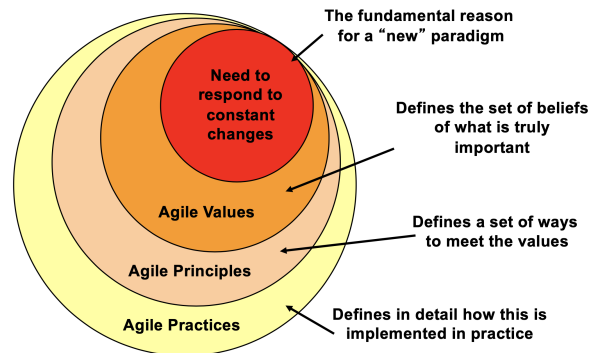 The fundamental reason
for a “new” paradigm
Need to
respond to
constant
changes
Defines the set of beliefs
of what is truly
important
Agile Values
Defines a set of ways
to meet the values
Agile Principles
Defines in detail how this is
implemented in practice
Agile Practices